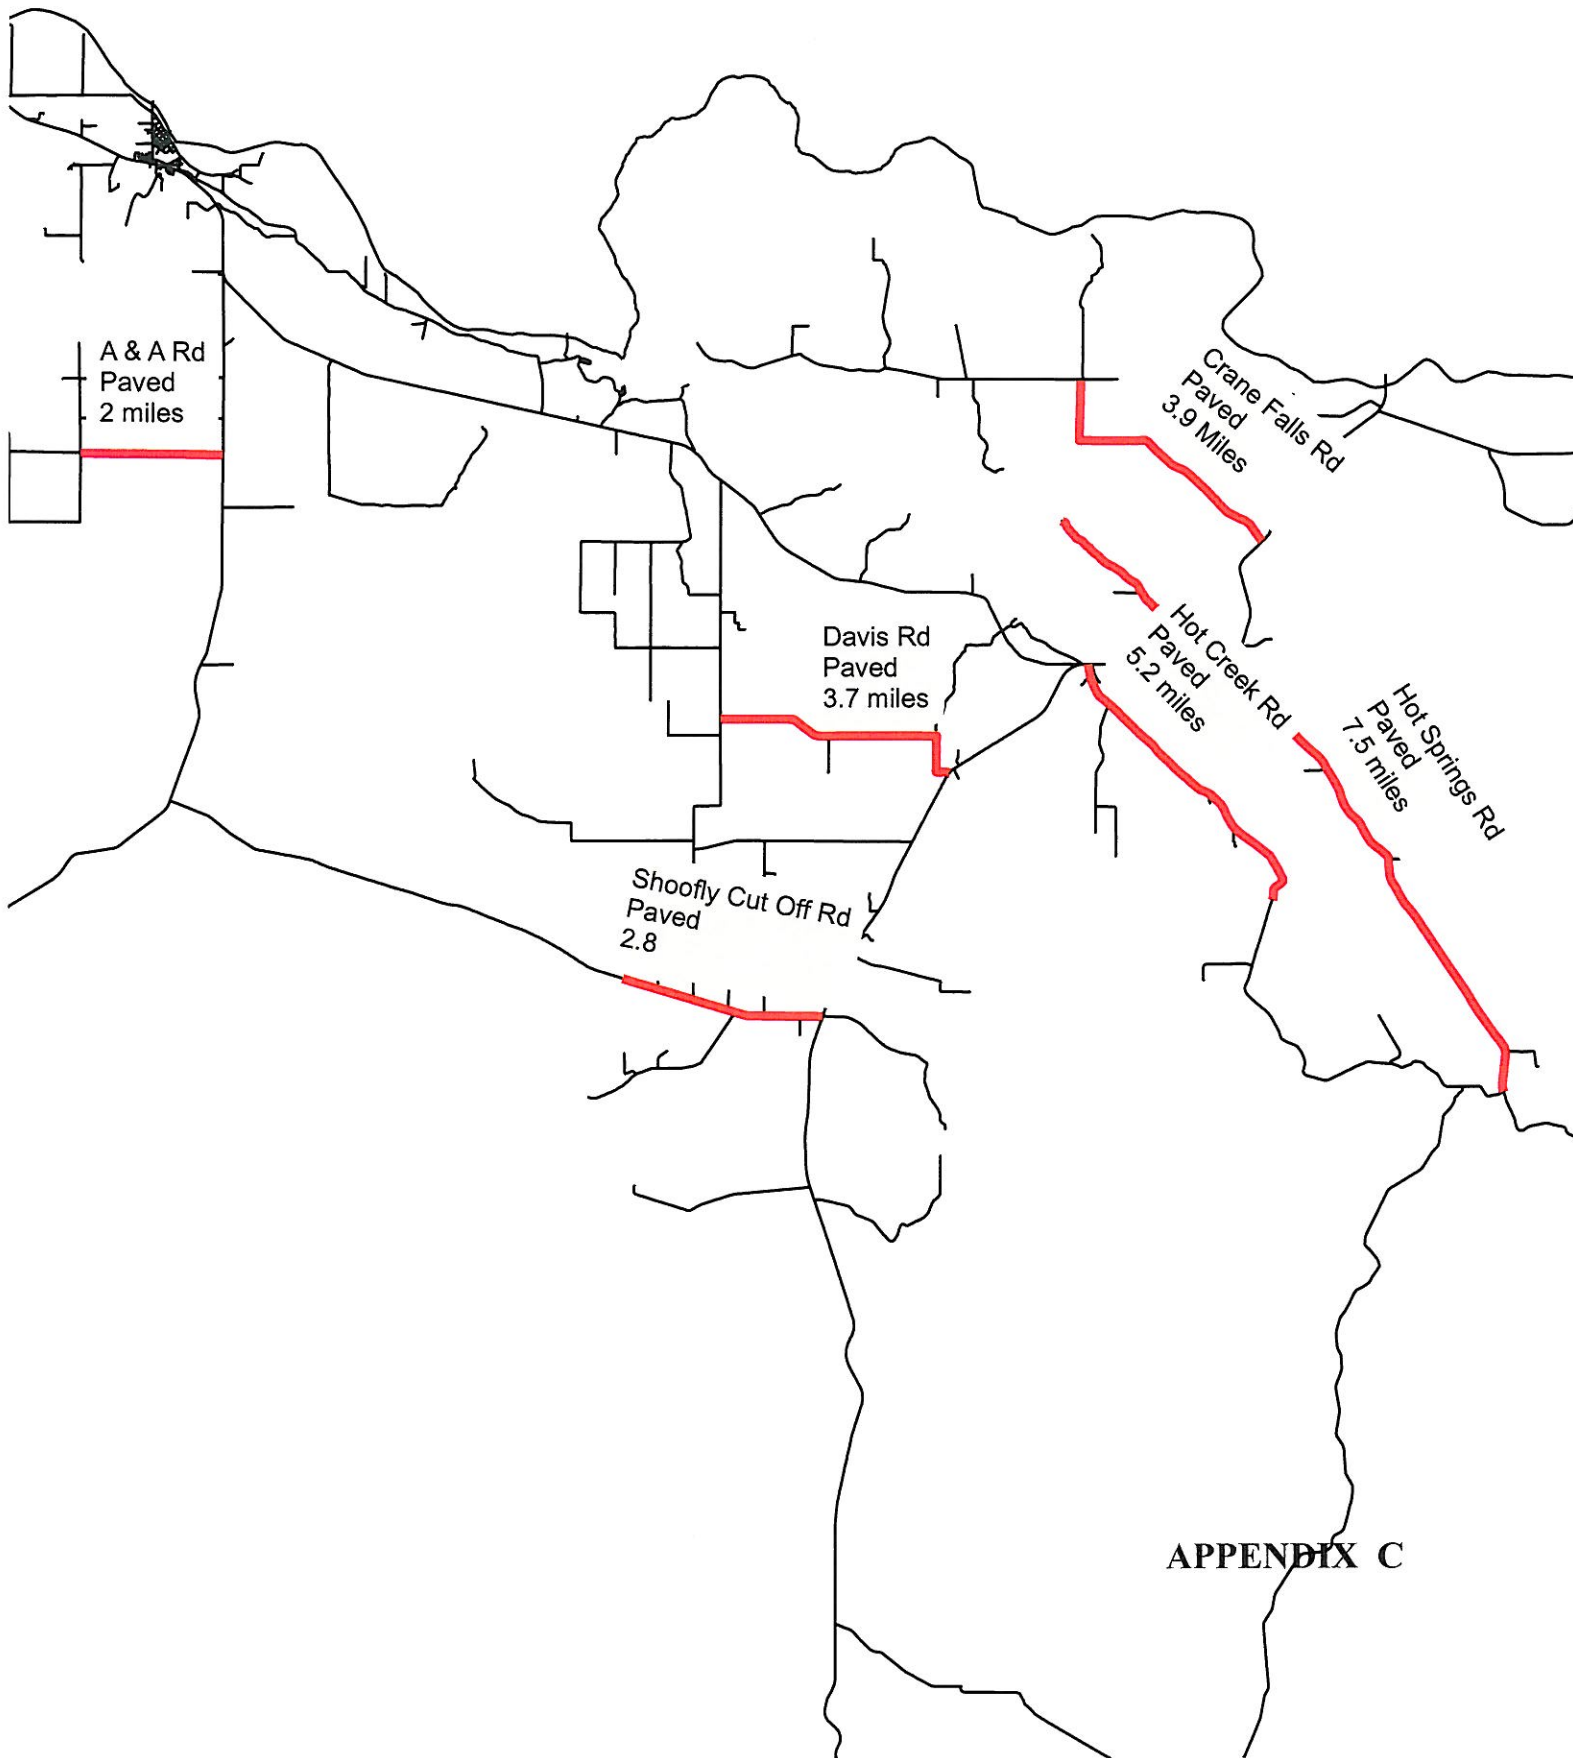 A & A Rd
Paved
2 miles
Crane Falls Rd
Paved
3.9 Miles
Davis Rd
Paved
3.7 miles
Hot Creek Rd
Paved
5.2 miles
Hot Springs Rd
Paved
7.5 miles
Shoofly Cut Off Rd
Paved
2.8
APPENDIX C